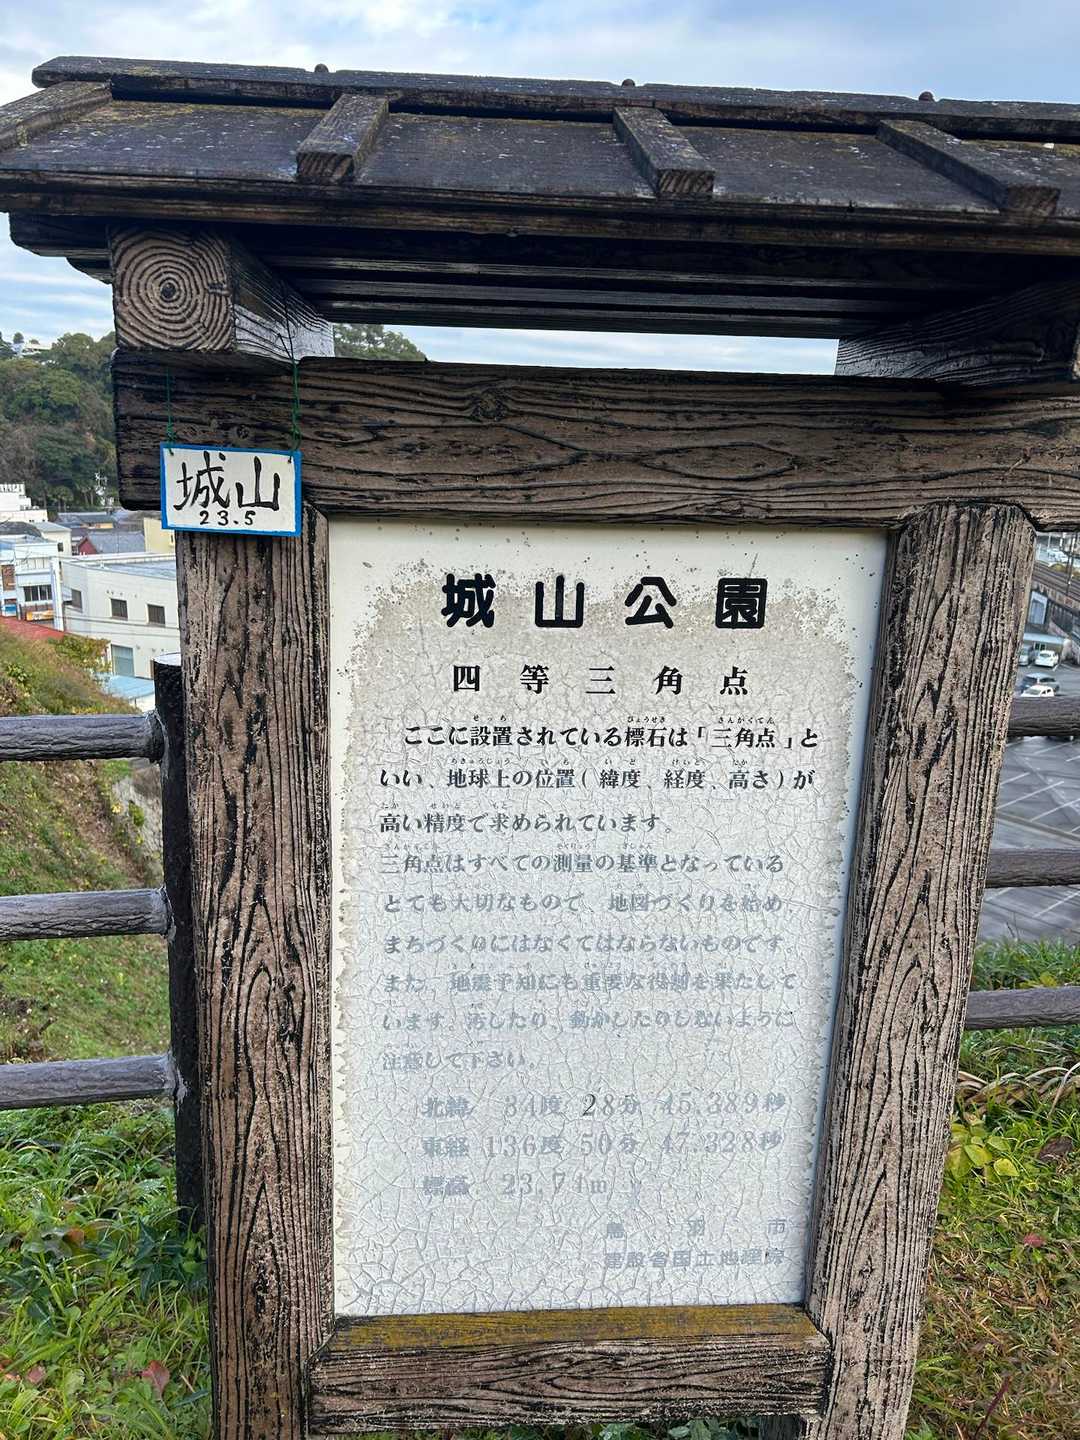 城山
23.5
城山公園
四等三角点
ここに設置されている標石は「三角点」と
いい、地球上の位置(緯度、経度、高さ)が
高い精度で求められています。
三角点はすべての測量の基準となっている
とても大切なもので、地図づくりを始め、
まちづくりにはなくてはならないものです。
また、地震予知にも重要な役割を果たして
います。汚したり、動かしたりしないように
注意して下さい。
北緯 34度 28分 45.389秒
東経 136度 50分 47.328秒
標高 23.74m
鳥羽市
建設省国土地理院